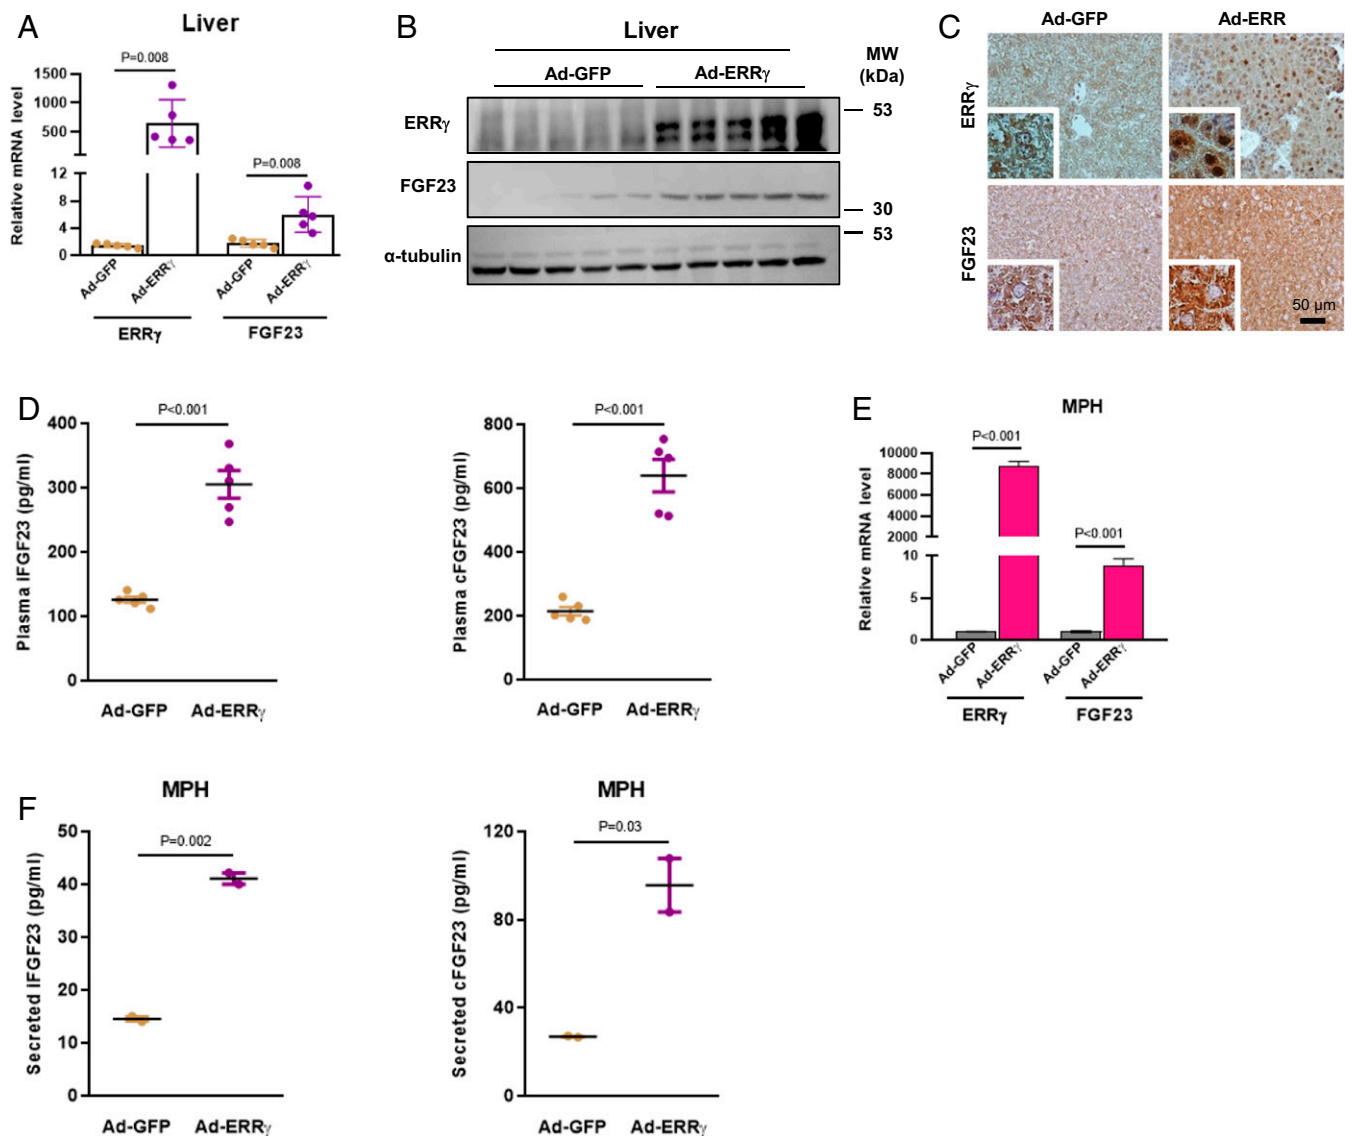 A
Liver
P=0.008
1500
1000
500
12
8
4
0
Relative mRNA level
P=0.008
Ad-GFP
Ad-ERRγ
Ad-GFP
Ad-ERRγ
ERRγ
FGF23
B
Liver
Ad-GFP
Ad-ERRγ
MW
(kDa)
ERRγ
53
FGF23
30
53
α-tubulin
C
Ad-GFP
Ad-ERR
ERRγ
FGF23
50 µm
D
P<0.001
400
300
200
100
0
Plasma iFGF23 (pg/ml)
Ad-GFP
Ad-ERRγ
P<0.001
800
600
400
200
0
Plasma cFGF23 (pg/ml)
Ad-GFP
Ad-ERRγ
E
MPH
P<0.001
10000
8000
6000
4000
2000
10
5
0
Relative mRNA level
P<0.001
Ad-GFP
Ad-ERRγ
Ad-GFP
Ad-ERRγ
ERRγ
FGF23
F
MPH
P=0.002
50
40
30
20
10
0
Secreted iFGF23 (pg/ml)
Ad-GFP
Ad-ERRγ
MPH
P=0.03
120
80
40
0
Secreted cFGF23 (pg/ml)
Ad-GFP
Ad-ERRγ